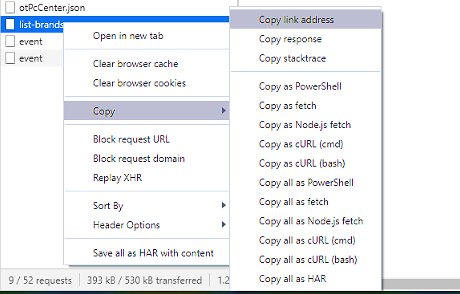 otPcCenter.json
list-brands
event
event
Open in new tab
Clear browser cache
Clear browser cookies
Copy
Block request URL
Block request domain
Replay XHR
Sort By
Header Options
Save all as HAR with content
Copy link address
Copy response
Copy stacktrace
Copy as PowerShell
Copy as fetch
Copy as Node.js fetch
Copy as cURL (cmd)
Copy as cURL (bash)
Copy all as PowerShell
Copy all as fetch
Copy all as Node.js fetch
Copy all as cURL (cmd)
Copy all as cURL (bash)
Copy all as HAR
9 / 52 requests
393 kB / 530 kB transferred
1.2